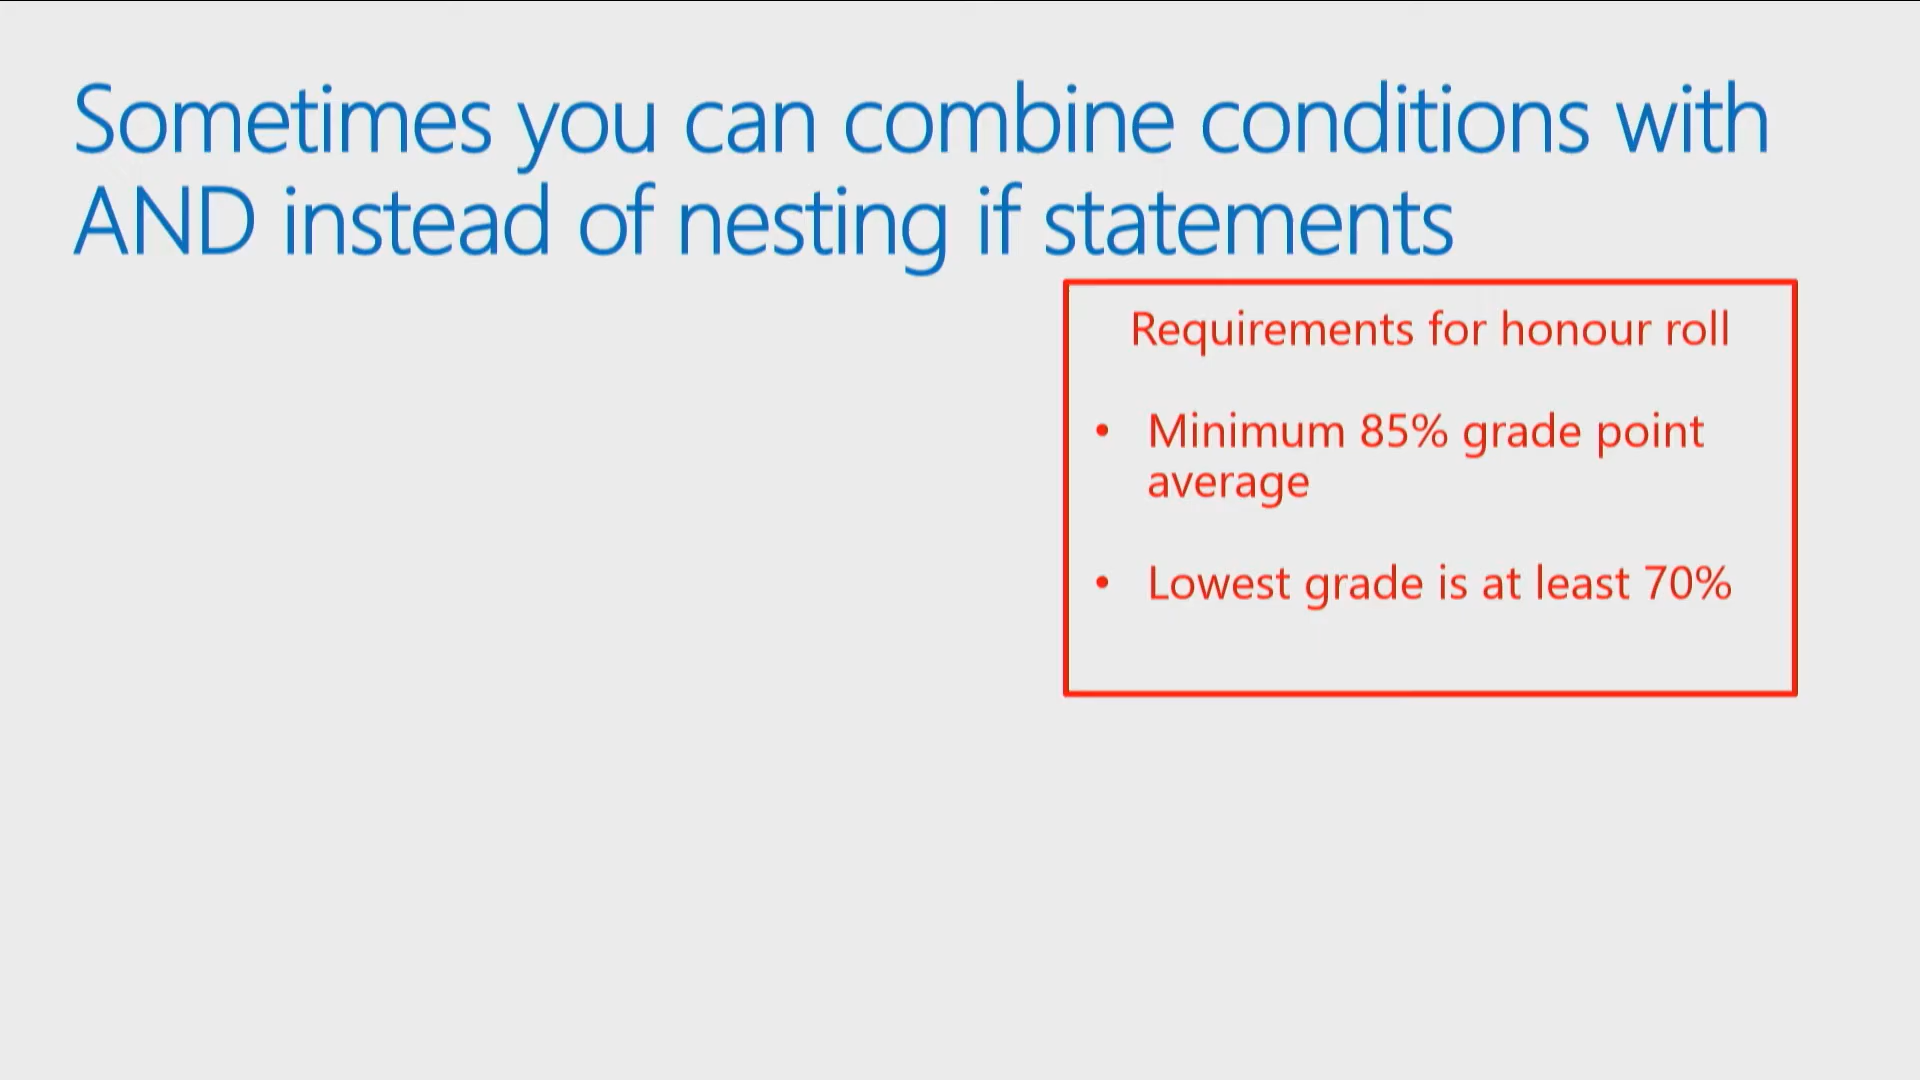 Sometimes you can combine conditions with
AND instead of nesting if statements
Requirements for honour roll
• Minimum 85% grade point
average
• Lowest grade is at least 70%